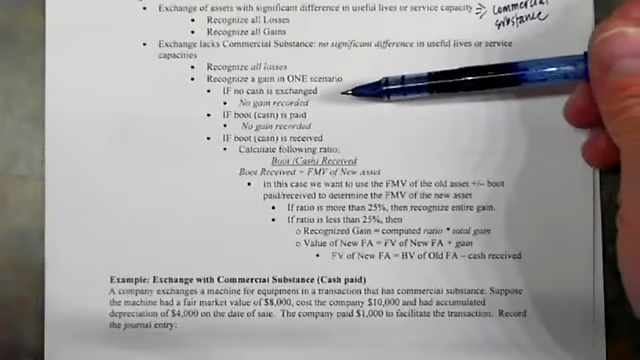 • Exchange of assets with significant difference in useful lives or service capacity ⇒ commercial
substance
• Recognize all Losses
• Recognize all Gains
• Exchange lacks Commercial Substance: no significant difference in useful lives or service
capacities
• Recognize all losses
• Recognize a gain in ONE scenario
• IF no cash is exchanged
• No gain recorded
• IF boot (cash) is paid
• No gain recorded
• IF boot (cash) is received
• Calculate following ratio:
Boot (Cash) Received
Boot Received + FMV of New Asset
• In this case we want to use the FMV of the old asset +/– boot
paid/received to determine the FMV of the new asset
• If ratio is more than 25%, then recognize entire gain.
• If ratio is less than 25%, then
o Recognized Gain = computed ratio * total gain
o Value of New FA = FV of New FA + gain
• FV of New FA = BV of Old FA – cash received
Example: Exchange with Commercial Substance (Cash paid)
A company exchanges a machine for equipment in a transaction that has commercial substance. Suppose
the machine had a fair market value of $8,000, cost the company $10,000 and had accumulated
depreciation of $4,000 on the date of sale. The company paid $1,000 to facilitate the transaction. Record
the journal entry: